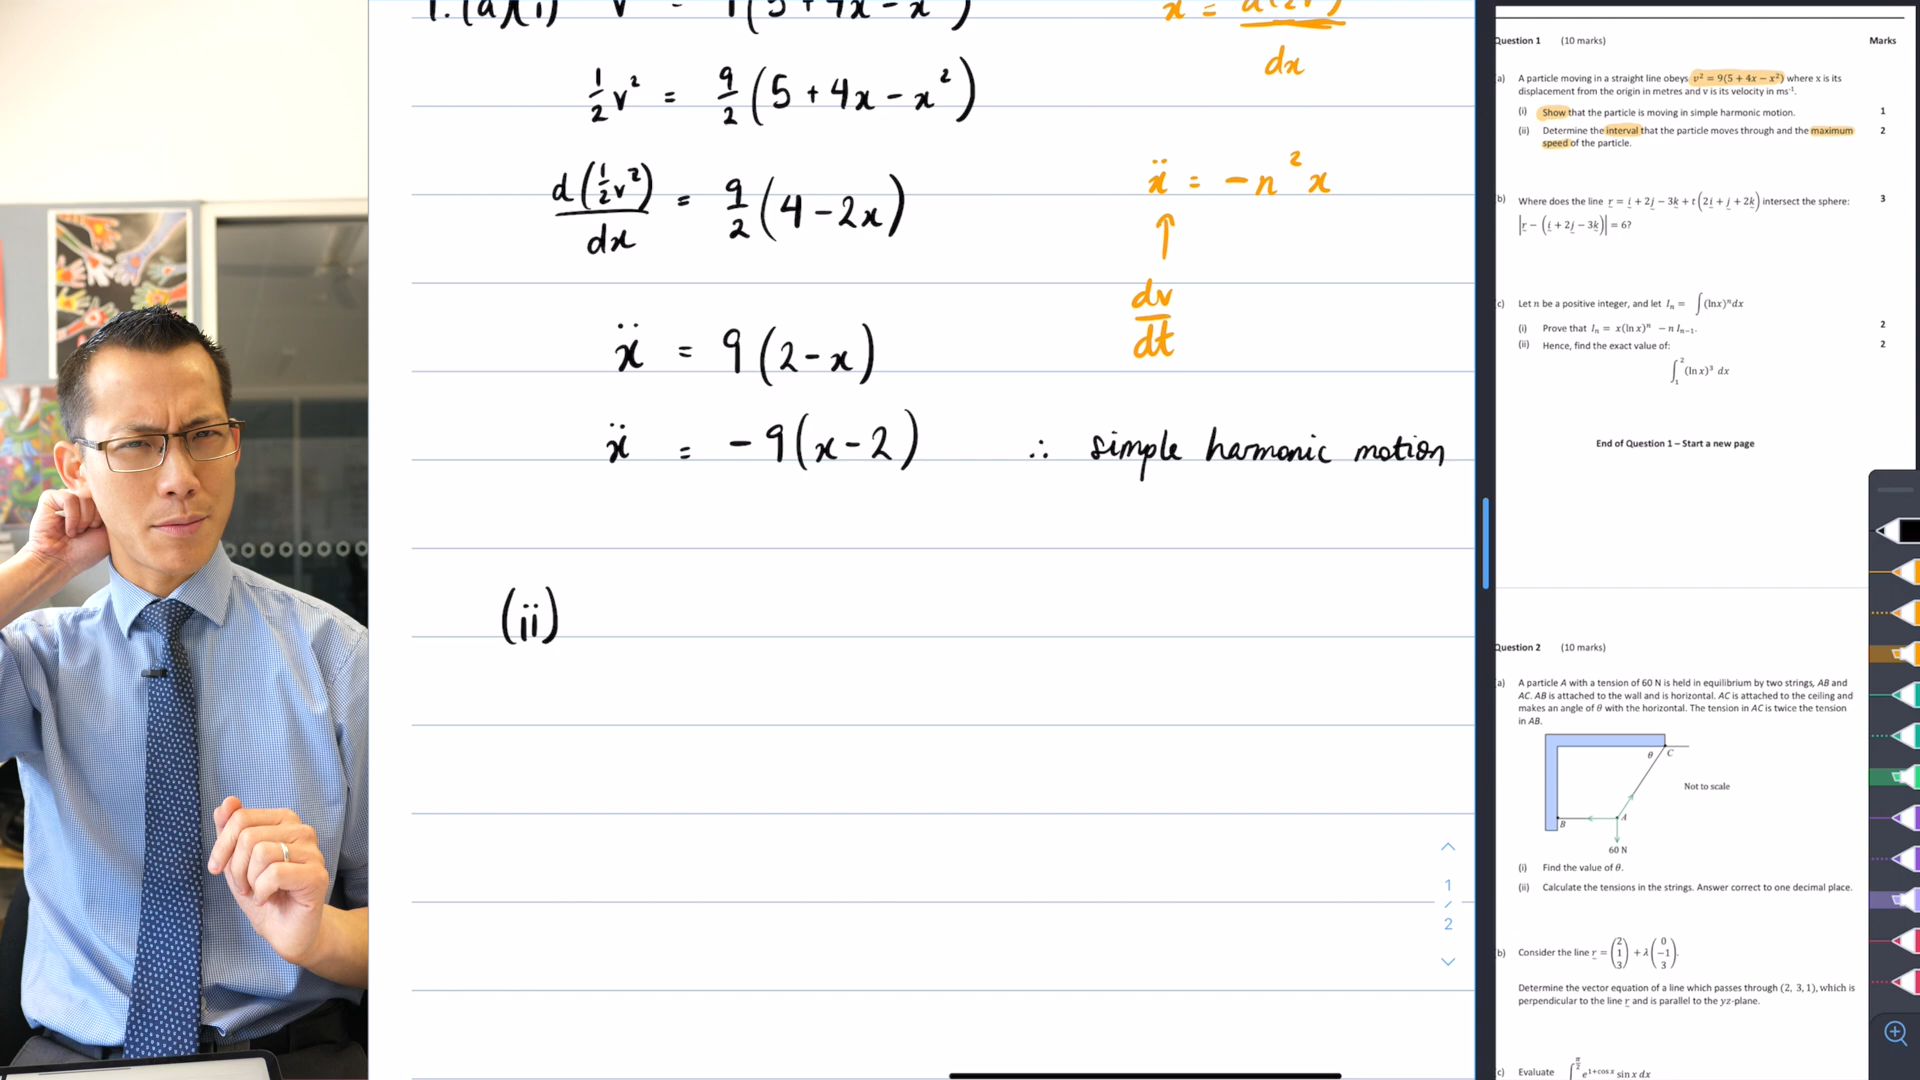 1. (a)(i) v² = 9(5 + 4x - x²)
½v² = 9/2 (5 + 4x - x²)
d(½v²)/dx = 9/2 (4 - 2x)
ẍ = 9(2 - x)
ẍ = -9(x - 2) ∴ simple harmonic motion
(ii)
ẍ = d(½v²)/dx
ẍ = -n²x
↑
dv/dt
1
/
2
Question 1 (10 marks) Marks
a) A particle moving in a straight line obeys v² = 9(5 + 4x − x²) where x is its
displacement from the origin in metres and v is its velocity in ms⁻¹.
(i) Show that the particle is moving in simple harmonic motion. 1
(ii) Determine the interval that the particle moves through and the maximum 2
speed of the particle.
b) Where does the line r = i + 2j − 3k + t(2i + j + 2k) intersect the sphere: 3
|r − (i + 2j − 3k)| = 6?
c) Let n be a positive integer, and let Iₙ = ∫(lnx)ⁿdx
(i) Prove that Iₙ = x(ln x)ⁿ − n Iₙ₋₁. 2
(ii) Hence, find the exact value of: 2
∫₁² (ln x)³ dx
End of Question 1 – Start a new page
Question 2 (10 marks)
a) A particle A with a tension of 60 N is held in equilibrium by two strings, AB and
AC. AB is attached to the wall and is horizontal. AC is attached to the ceiling and
makes an angle of θ with the horizontal. The tension in AC is twice the tension
in AB.
θ C
Not to scale
B A
60 N
(i) Find the value of θ.
(ii) Calculate the tensions in the strings. Answer correct to one decimal place.
b) Consider the line r = (2 1 3) + λ(0 −1 3).
Determine the vector equation of a line which passes through (2, 3, 1), which is
perpendicular to the line r and is parallel to the yz-plane.
c) Evaluate ∫ e^(1+cos x) sin x dx